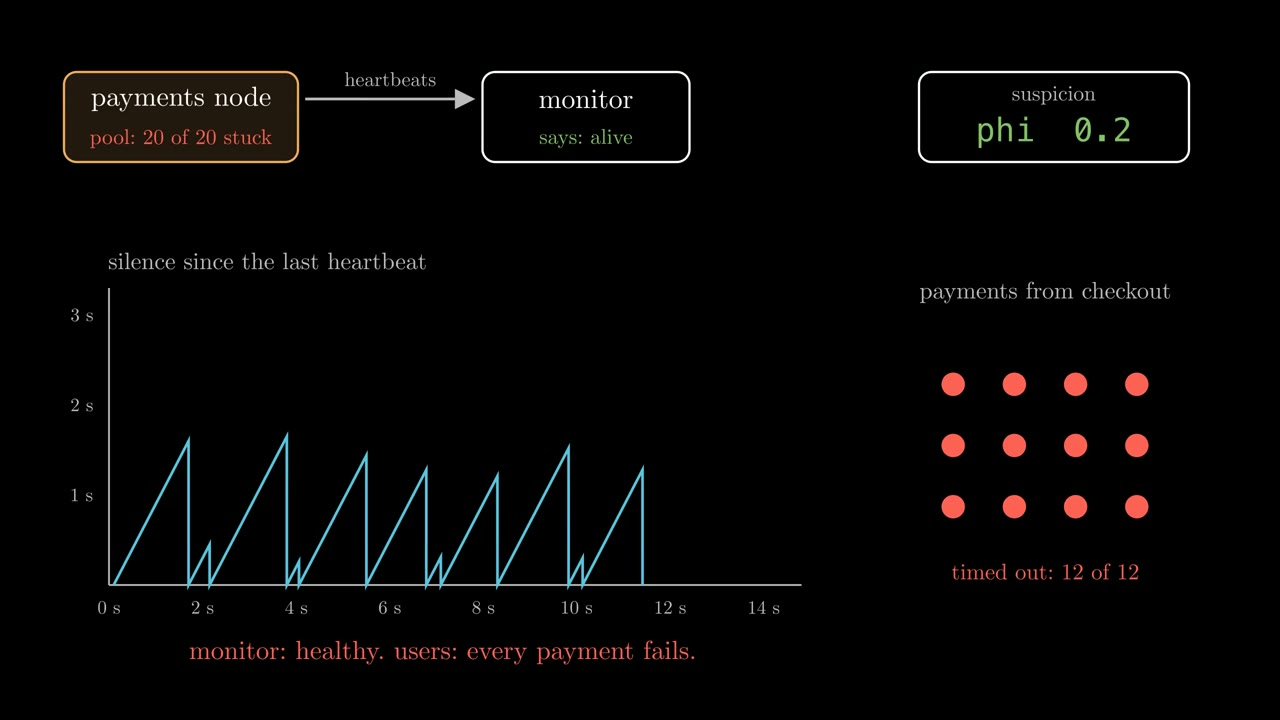 payments node
pool: 20 of 20 stuck
heartbeats
monitor
says: alive
suspicion
phi 0.2
silence since the last heartbeat
3 s
2 s
1 s
0 s 2 s 4 s 6 s 8 s 10 s 12 s 14 s
payments from checkout
timed out: 12 of 12
monitor: healthy. users: every payment fails.